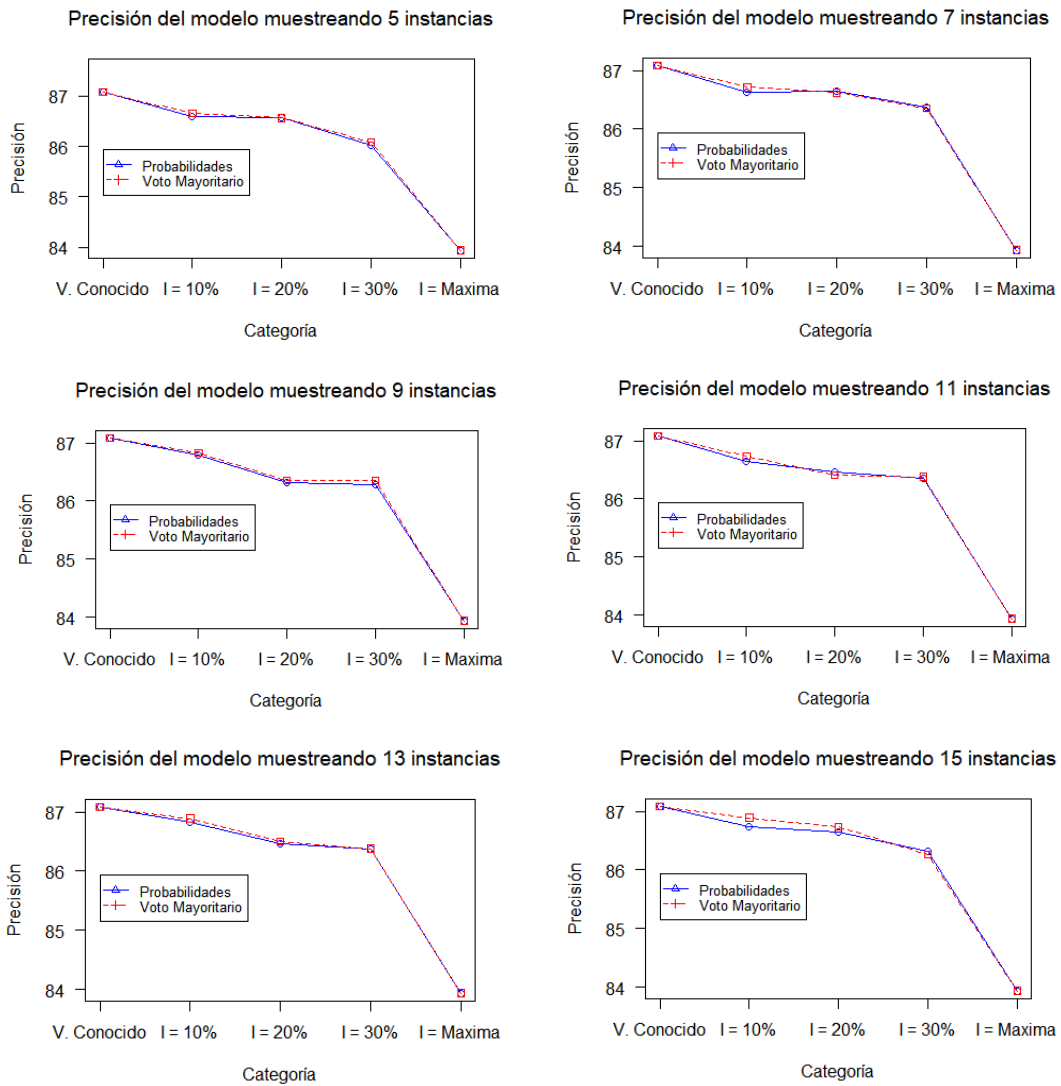 Precisión del modelo muestreando 5 instancias
87
86
85
84
Precisión
Probabilidades
Voto Mayoritario
V. Conocido I = 10% I = 20% I = 30% I = Maxima
Categoría
Precisión del modelo muestreando 7 instancias
87
86
85
84
Precisión
Probabilidades
Voto Mayoritario
V. Conocido I = 10% I = 20% I = 30% I = Maxima
Categoría
Precisión del modelo muestreando 9 instancias
87
86
85
84
Precisión
Probabilidades
Voto Mayoritario
V. Conocido I = 10% I = 20% I = 30% I = Maxima
Categoría
Precisión del modelo muestreando 11 instancias
87
86
85
84
Precisión
Probabilidades
Voto Mayoritario
V. Conocido I = 10% I = 20% I = 30% I = Maxima
Categoría
Precisión del modelo muestreando 13 instancias
87
86
85
84
Precisión
Probabilidades
Voto Mayoritario
V. Conocido I = 10% I = 20% I = 30% I = Maxima
Categoría
Precisión del modelo muestreando 15 instancias
87
86
85
84
Precisión
Probabilidades
Voto Mayoritario
V. Conocido I = 10% I = 20% I = 30% I = Maxima
Categoría